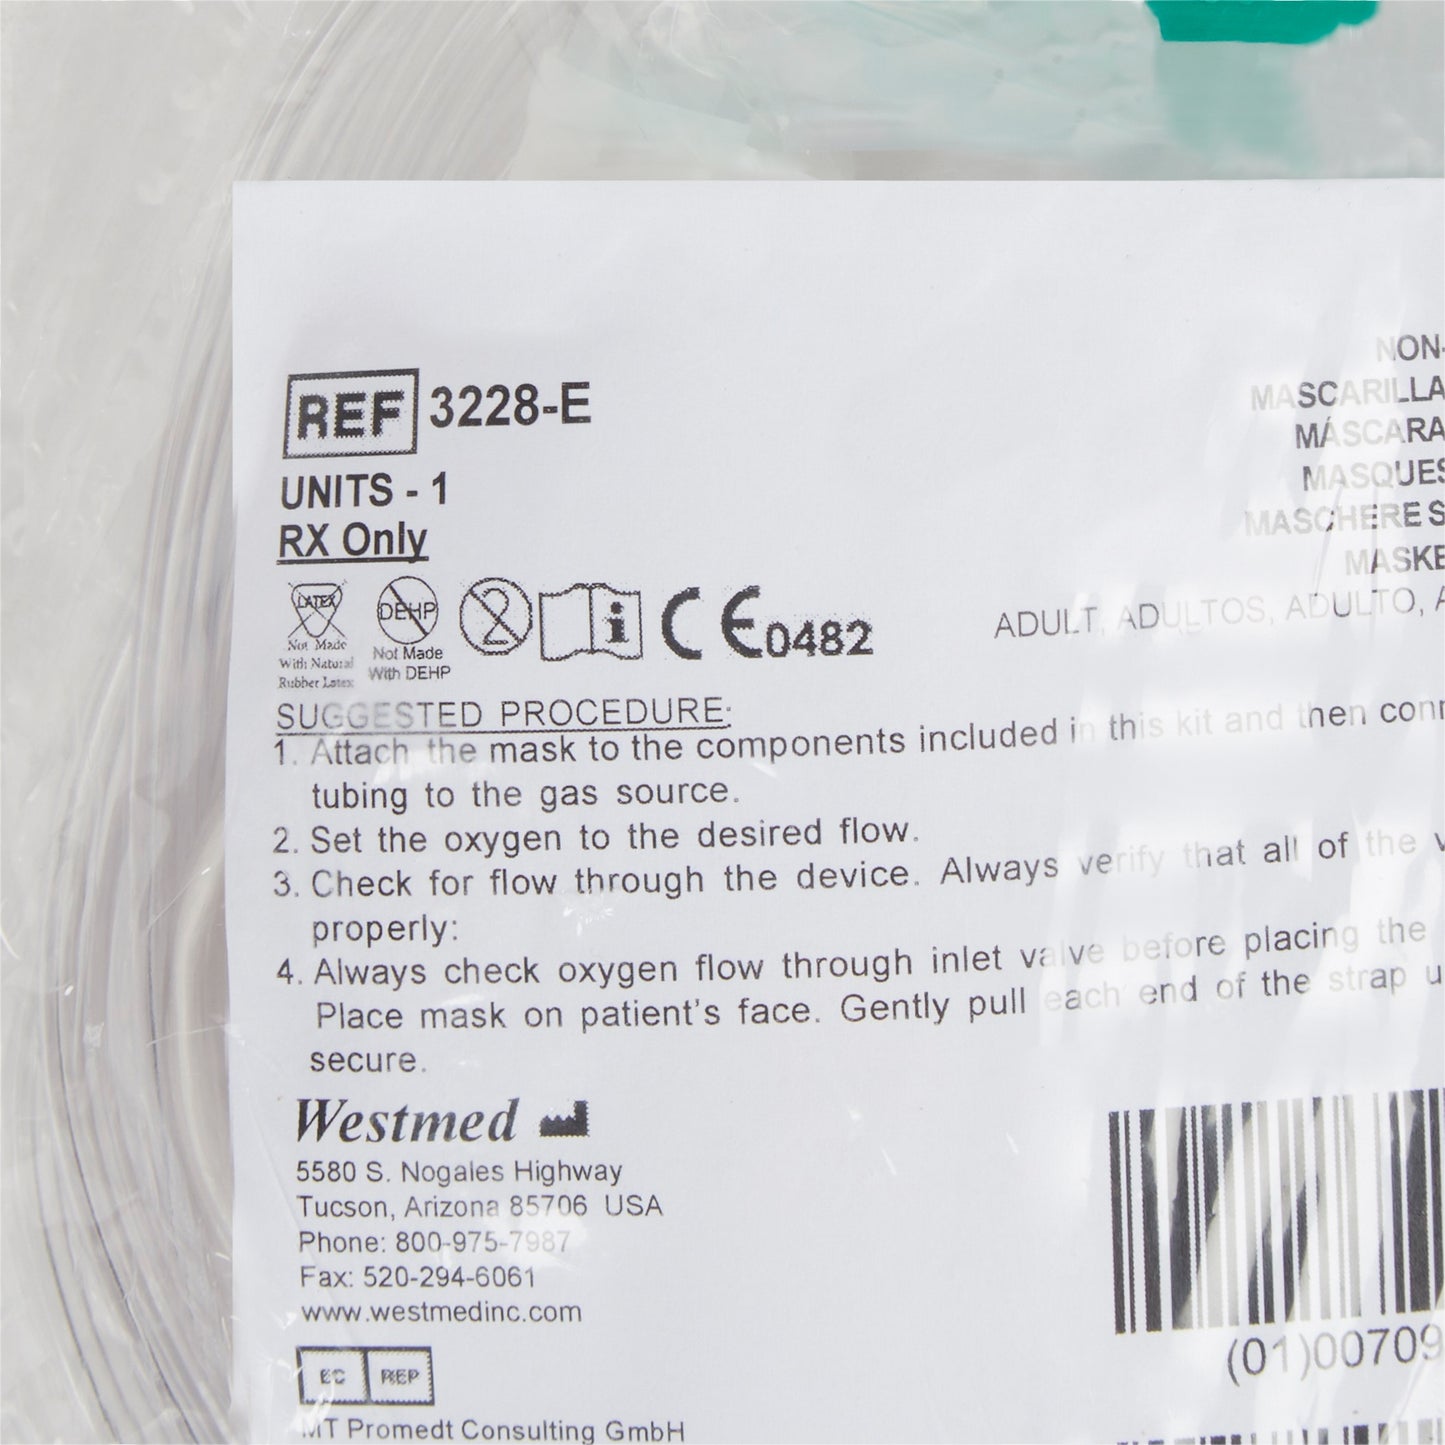 REF 3228-E
UNITS - 1
RX Only
LATEX
Not Made
With Natural
Rubber Latex
DEHP
Not Made
With DEHP
2
i
CE 0482
NON-
MASCARILLA
MÁSCARA
MASQUES
MASCHERE S
MASKE
ADULT, ADULTOS, ADULTO, A
SUGGESTED PROCEDURE:
1. Attach the mask to the components included in this kit and then conn
tubing to the gas source.
2. Set the oxygen to the desired flow.
3. Check for flow through the device. Always verify that all of the v
properly:
4. Always check oxygen flow through inlet valve before placing the
Place mask on patient's face. Gently pull each end of the strap u
secure.
Westmed
5580 S. Nogales Highway
Tucson, Arizona 85706 USA
Phone: 800-975-7987
Fax: 520-294-6061
www.westmedinc.com
(01)00709
EC REP
MT Promedt Consulting GmbH